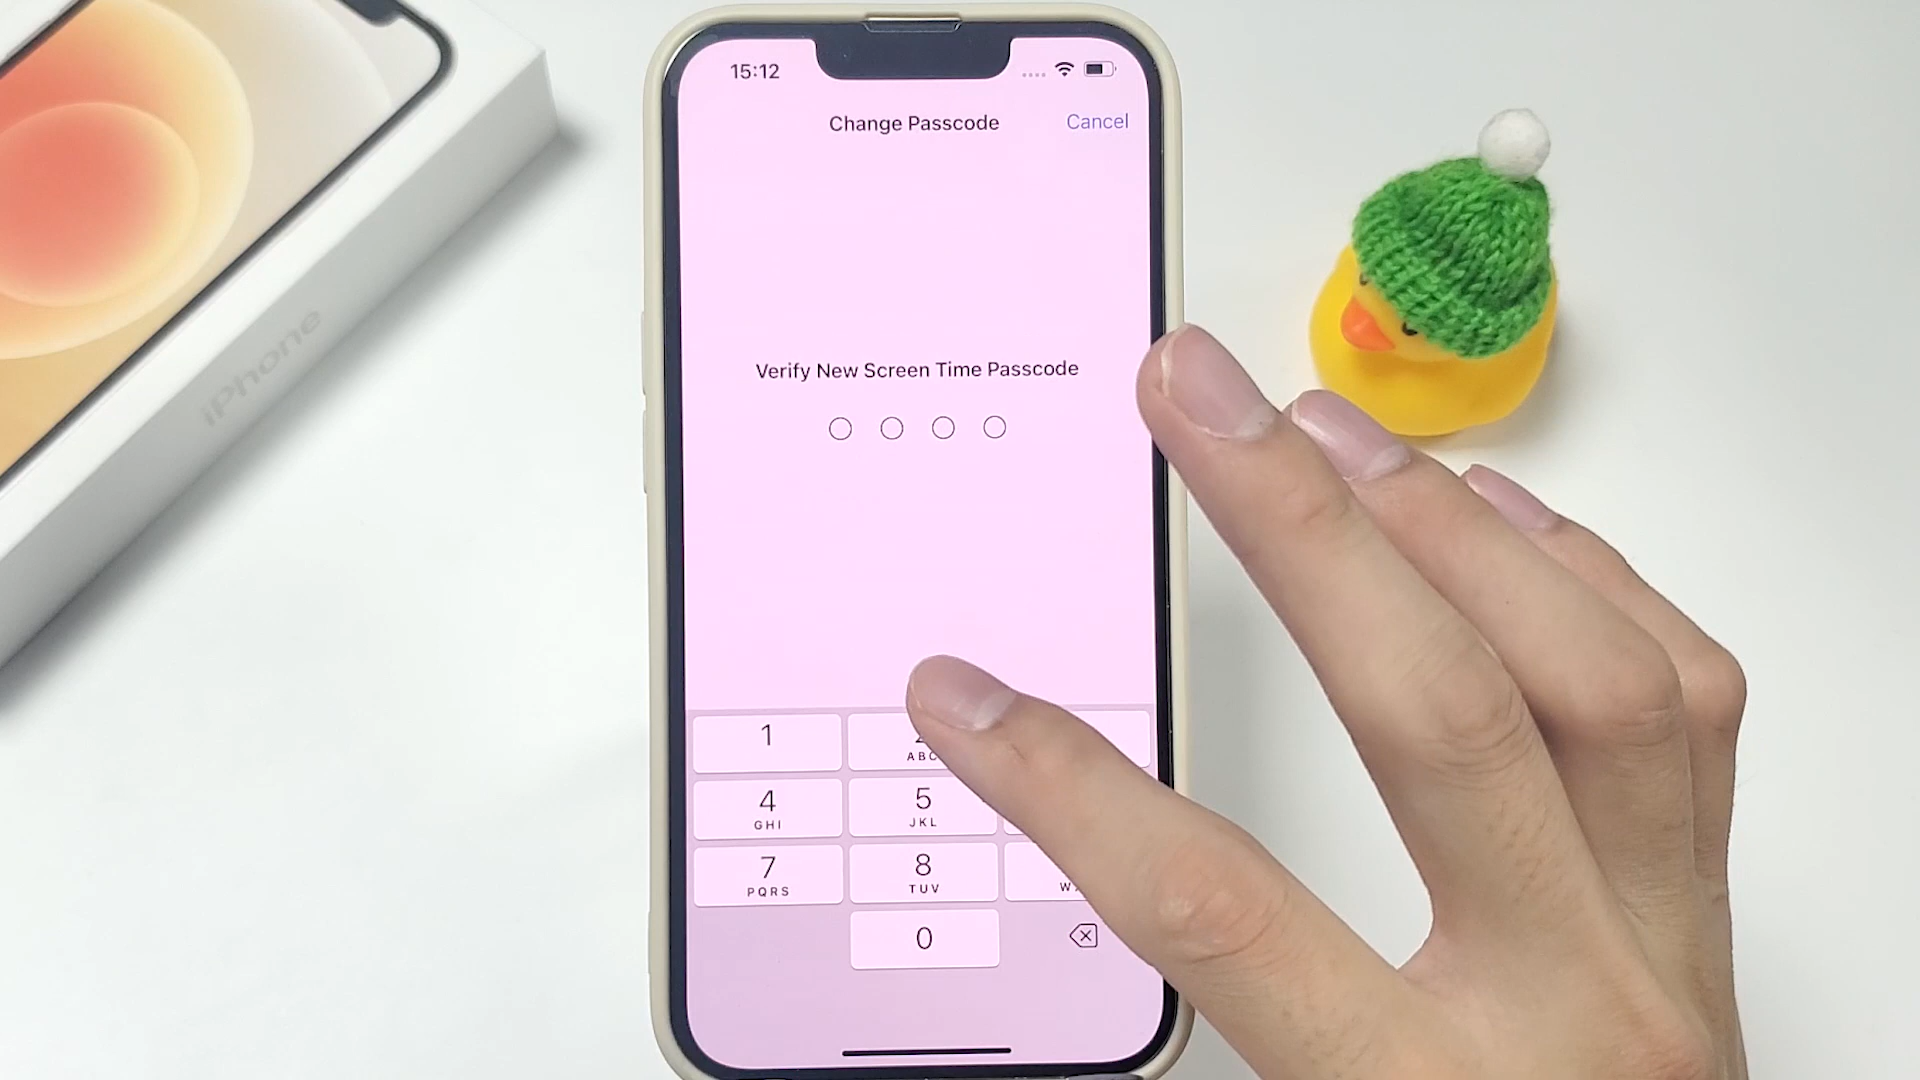 iPhone
15:12
Change Passcode
Cancel
Verify New Screen Time Passcode
1
ABC
4
GHI
5
JKL
7
PQRS
8
TUV
0